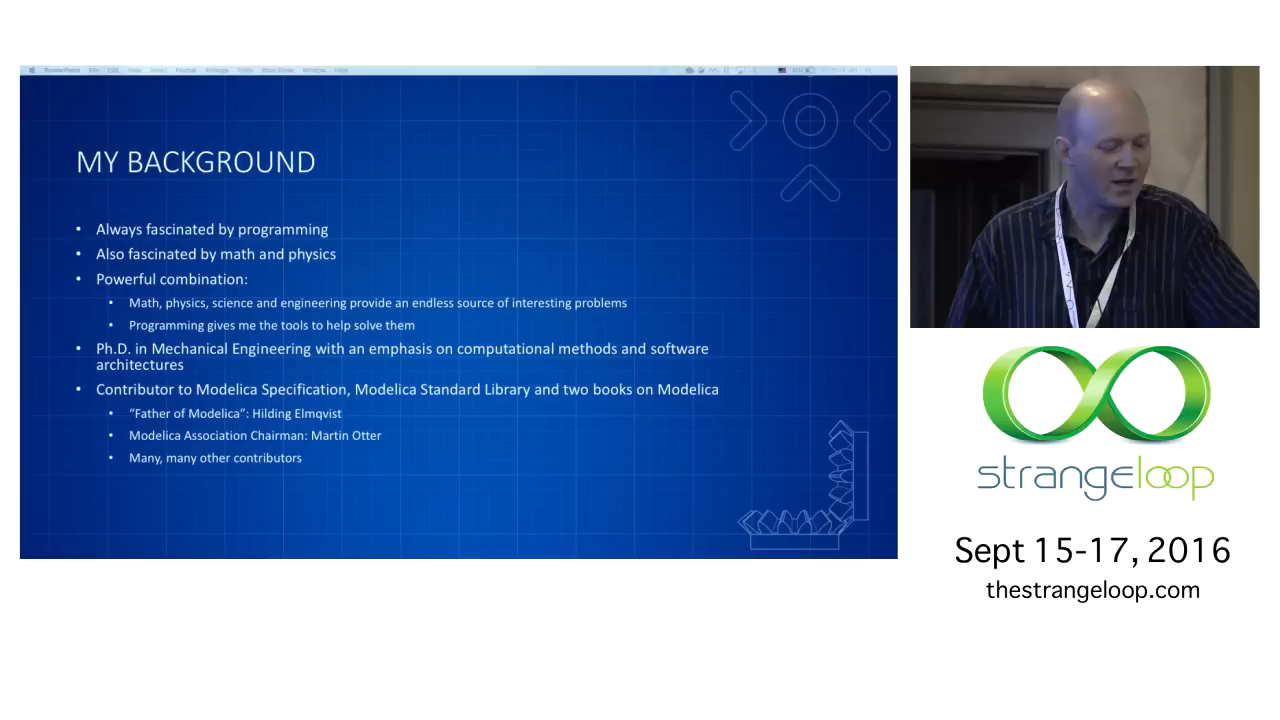 MY BACKGROUND
• Always fascinated by programming
• Also fascinated by math and physics
• Powerful combination:
• Math, physics, science and engineering provide an endless source of interesting problems
• Programming gives me the tools to help solve them
• Ph.D. in Mechanical Engineering with an emphasis on computational methods and software
architectures
• Contributor to Modelica Specification, Modelica Standard Library and two books on Modelica
• “Father of Modelica”: Hilding Elmqvist
• Modelica Association Chairman: Martin Otter
• Many, many other contributors
strangeloop
Sept 15-17, 2016
thestrangeloop.com